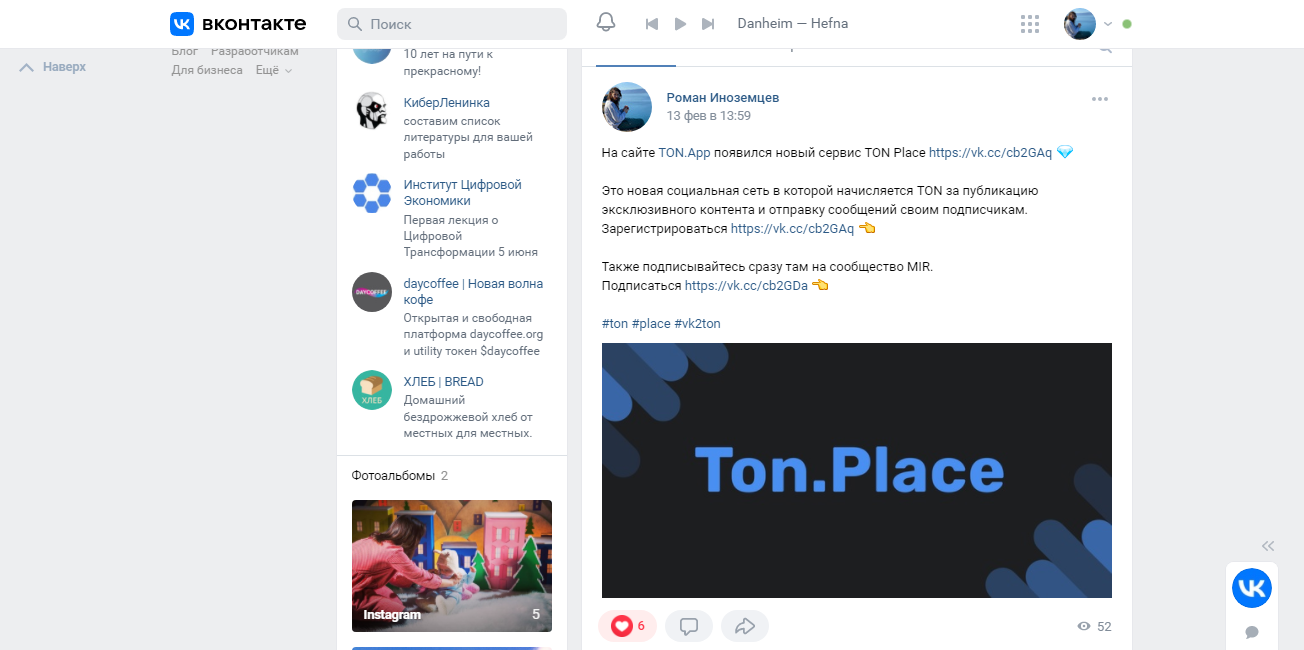 вконтакте
Поиск
Danheim — Hefna
Блог Разработчикам
Для бизнеса Ещё
Наверх
10 лет на пути к
прекрасному!
КиберЛенинка
составим список
литературы для вашей
работы
Институт Цифровой
Экономики
Первая лекция о
Цифровой
Трансформации 5 июня
DAYCOFFEE
daycoffee | Новая волна
кофе
Открытая и свободная
платформа daycoffee.org
и utility токен $daycoffee
ХЛЕБ
ХЛЕБ | BREAD
Домашний
бездрожжевой хлеб от
местных для местных.
Фотоальбомы 2
Instagram 5
Роман Иноземцев
13 фев в 13:59
На сайте TON.App появился новый сервис TON Place https://vk.cc/cb2GAq 💎
Это новая социальная сеть в которой начисляется TON за публикацию
эксклюзивного контента и отправку сообщений своим подписчикам.
Зарегистрироваться https://vk.cc/cb2GAq 👈
Также подписывайтесь сразу там на сообщество MIR.
Подписаться https://vk.cc/cb2GDa 👈
#ton #place #vk2ton
Ton.Place
6
52